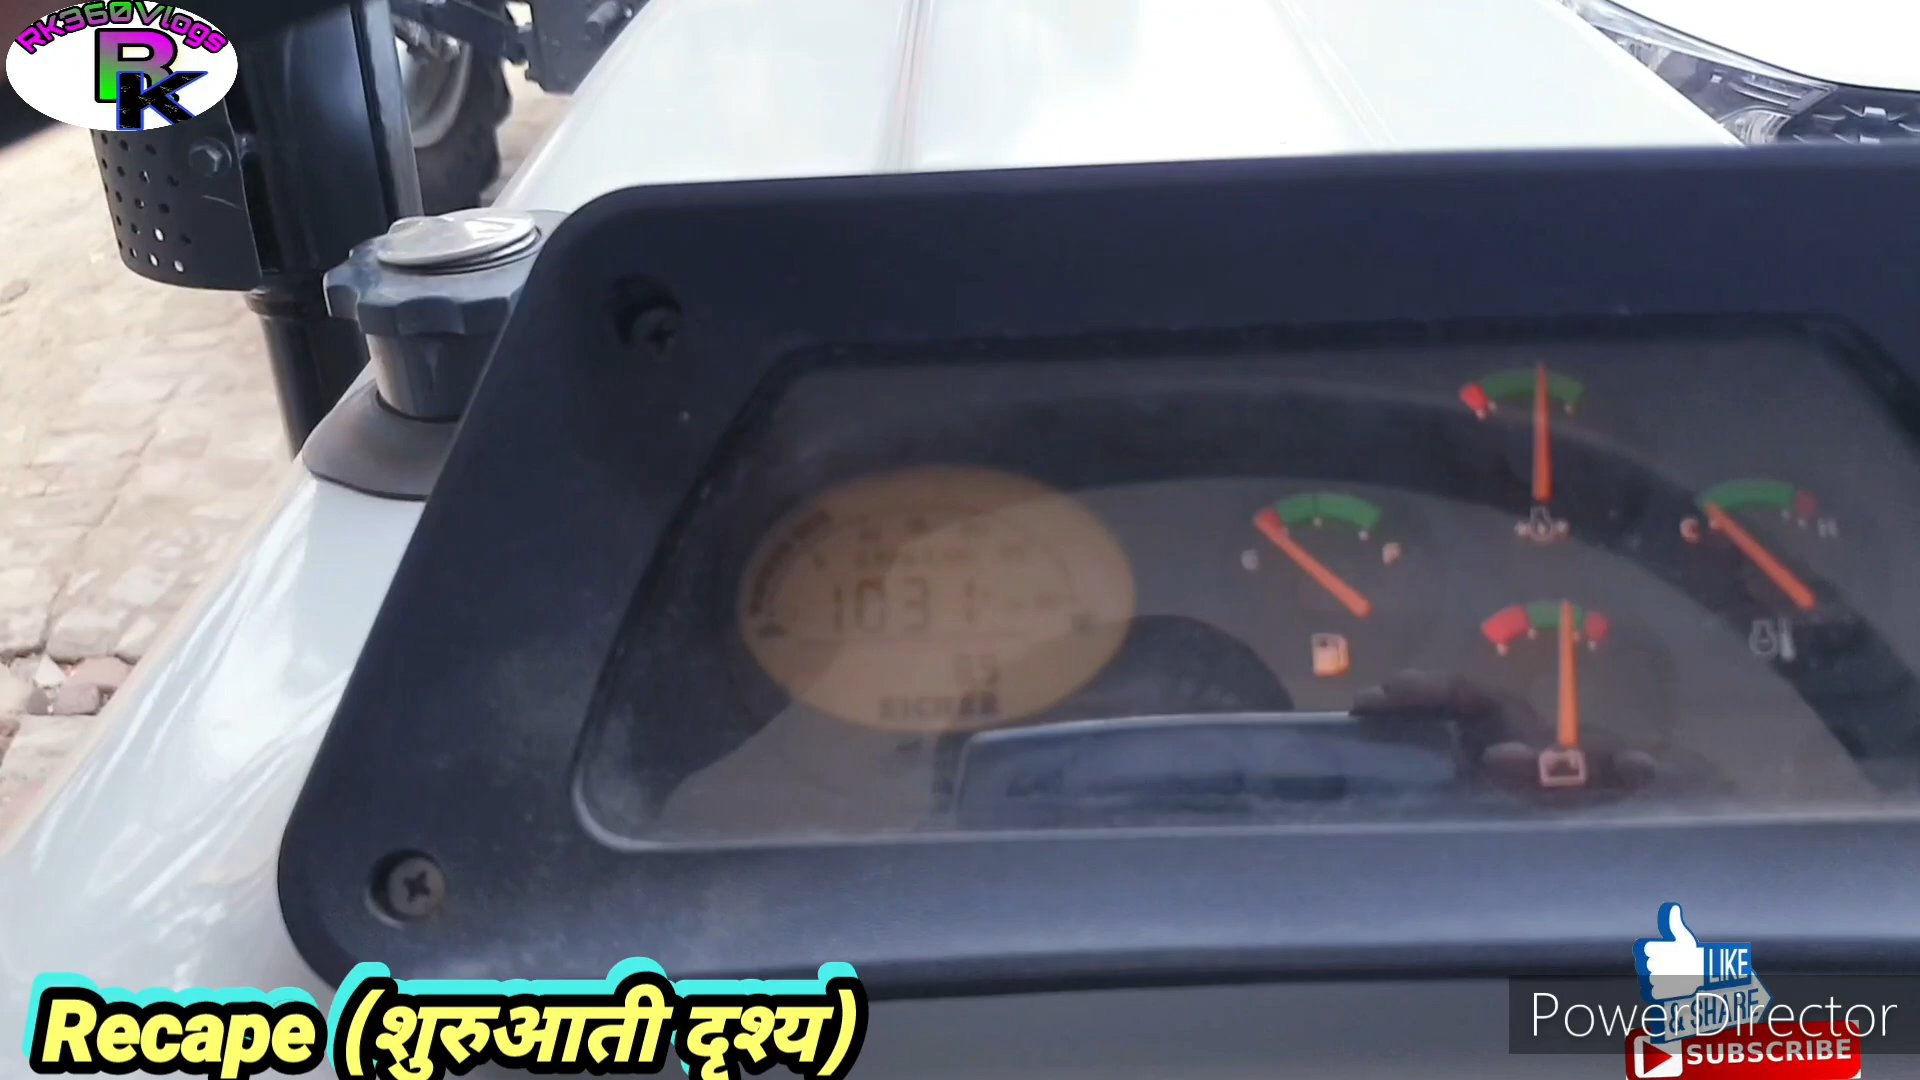 RK360Vlogs
RK
1031
EICHER
E
F
C
H
Recape (शुरुआती दृश्य)
LIKE
& SHARE
PowerDirector
SUBSCRIBE